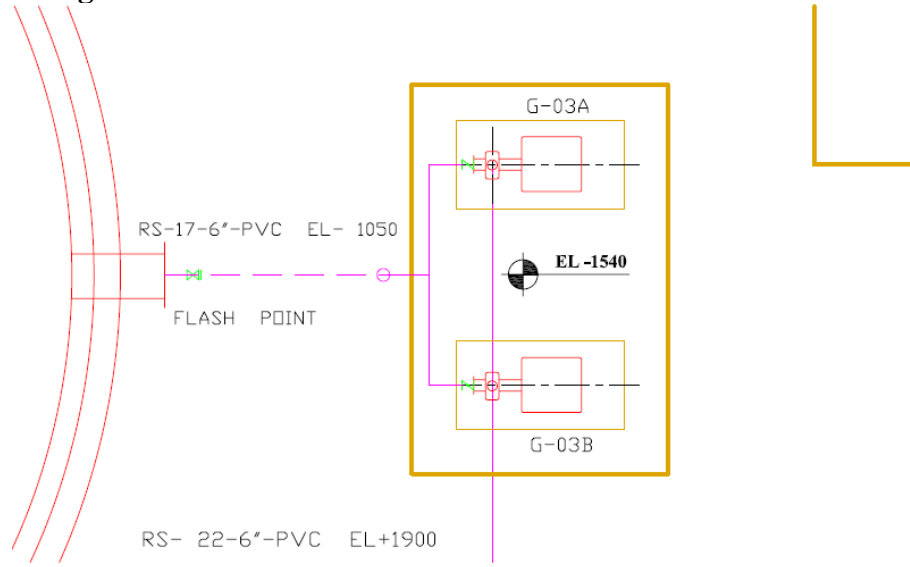 G-03A
RS-17-6"-PVC EL- 1050
EL -1540
FLASH POINT
G-03B
RS- 22-6"-PVC EL+1900